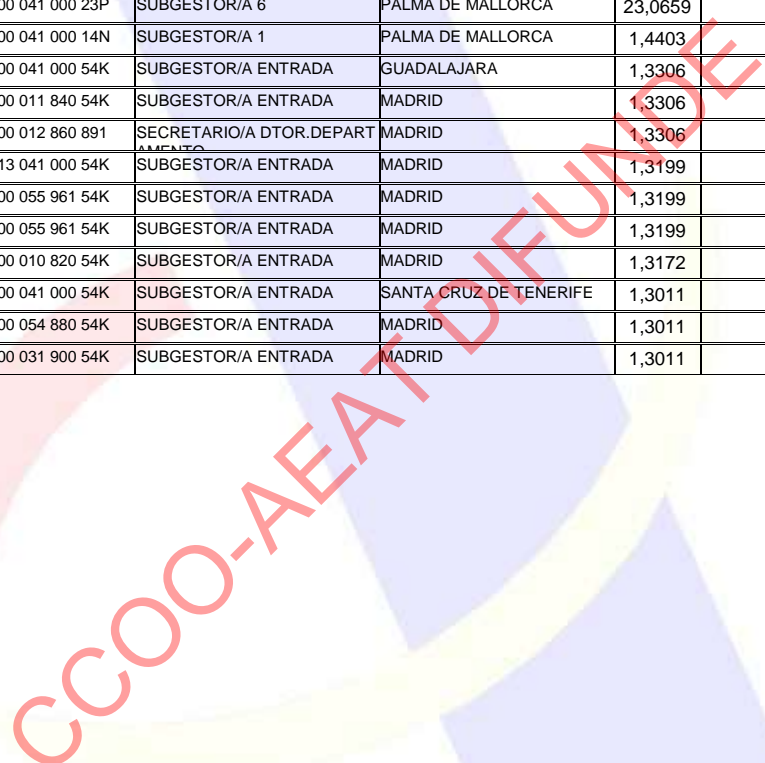 00 041 000 23P SUBGESTOR/A 6 PALMA DE MALLORCA 23,0659
00 041 000 14N SUBGESTOR/A 1 PALMA DE MALLORCA 1,4403
00 041 000 54K SUBGESTOR/A ENTRADA GUADALAJARA 1,3306
00 011 840 54K SUBGESTOR/A ENTRADA MADRID 1,3306
00 012 860 891 SECRETARIO/A DTOR.DEPART MADRID 1,3306
AMENTO
13 041 000 54K SUBGESTOR/A ENTRADA MADRID 1,3199
00 055 961 54K SUBGESTOR/A ENTRADA MADRID 1,3199
00 055 961 54K SUBGESTOR/A ENTRADA MADRID 1,3199
00 010 820 54K SUBGESTOR/A ENTRADA MADRID 1,3172
00 041 000 54K SUBGESTOR/A ENTRADA SANTA CRUZ DE TENERIFE 1,3011
00 054 880 54K SUBGESTOR/A ENTRADA MADRID 1,3011
00 031 900 54K SUBGESTOR/A ENTRADA MADRID 1,3011
CCOO-AEAT DIFUNDE